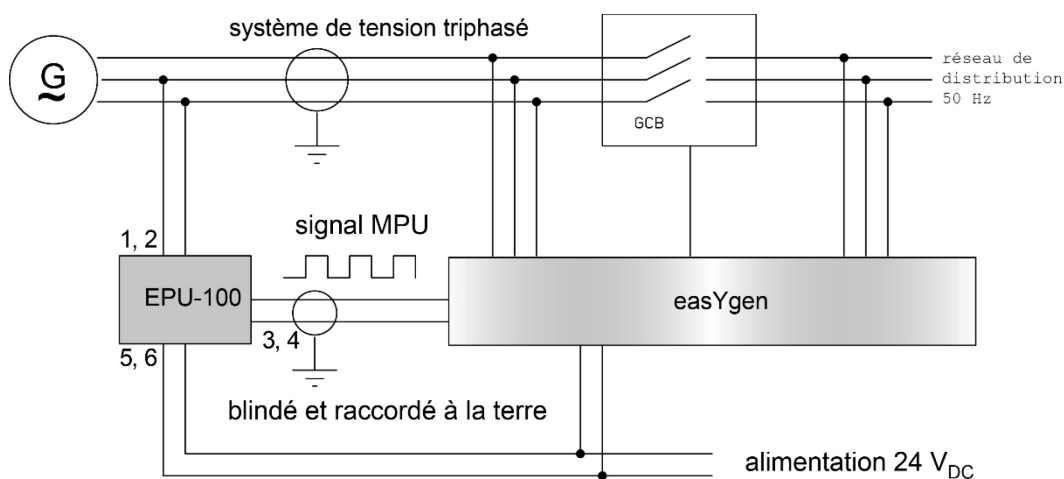 système de tension triphasé
G
réseau de
distribution
50 Hz
GCB
signal MPU
1, 2
EPU-100
easYgen
3, 4
5, 6
blindé et raccordé à la terre
alimentation 24 V_DC